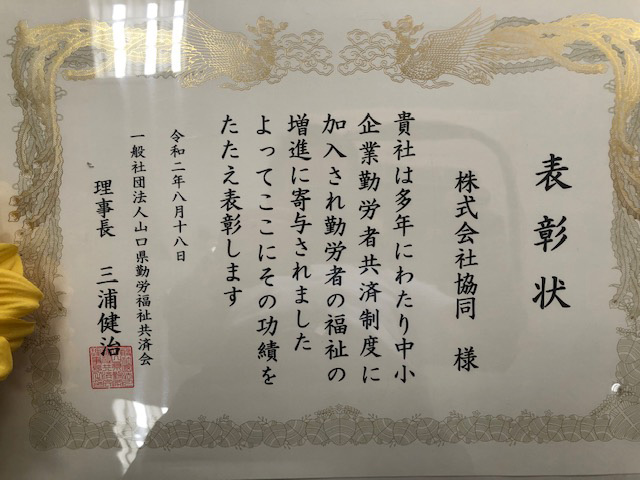 表彰状
株式会社協同 様
貴社は多年にわたり中小
企業勤労者共済制度に
加入され勤労者の福祉の
増進に寄与されました
よってここにその功績を
たたえ表彰します
令和二年八月十八日
一般社団法人山口県勤労福祉共済会
理事長 三浦健治